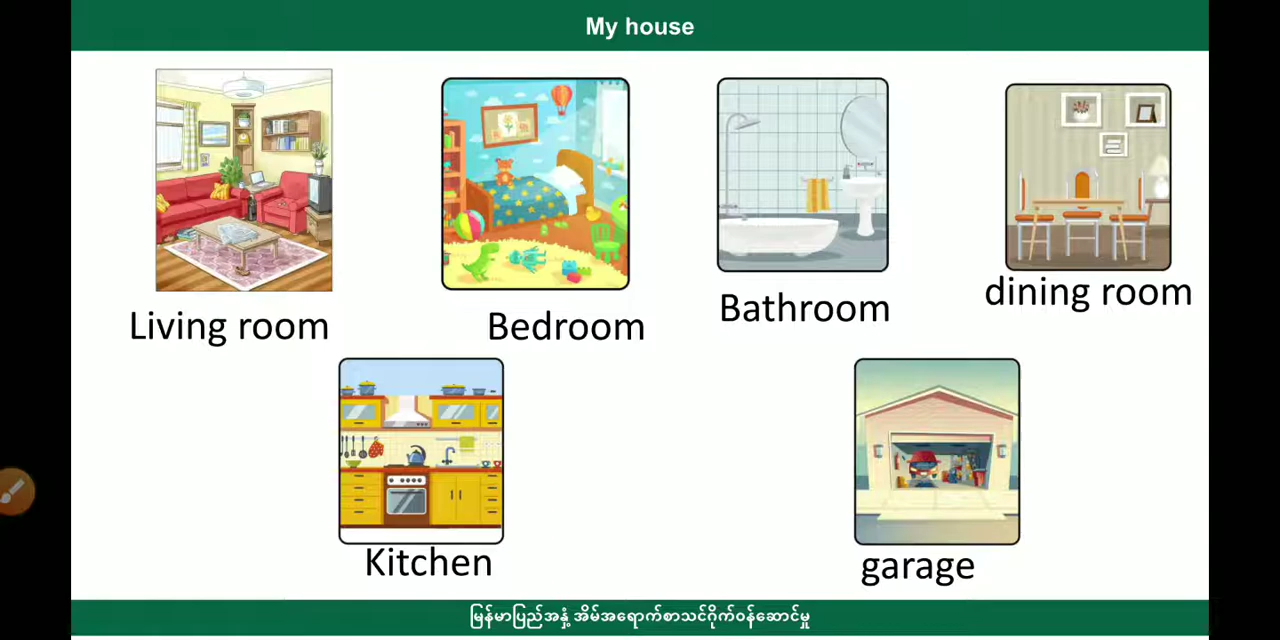 My house
Living room
Bedroom
Bathroom
dining room
Kitchen
garage
မြန်မာပြည်အနှံ့ အိမ်အရောက်စာသင်ဂိုက်ဝန်ဆောင်မှု